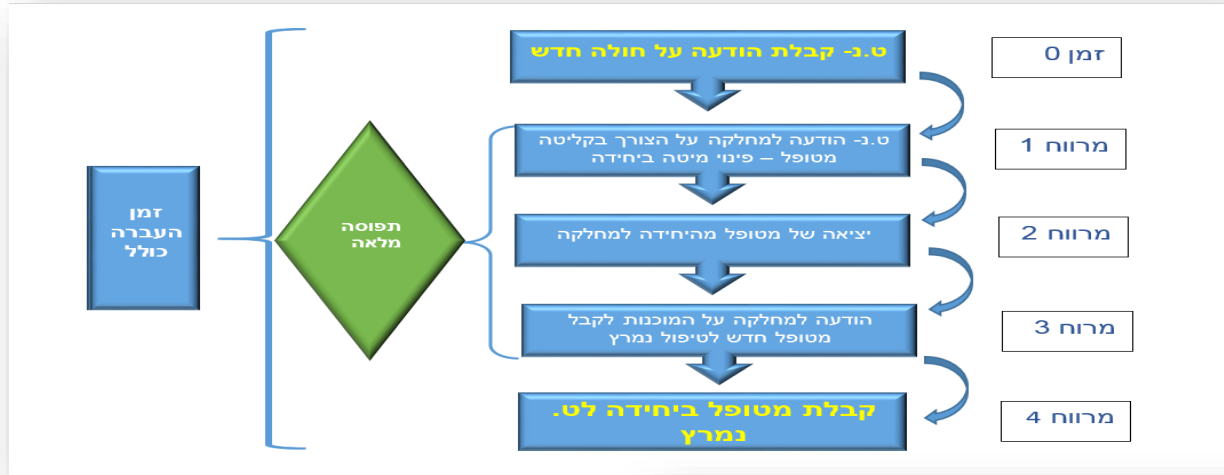 ט.נ- קבלת הודעה על חולה חדש
זמן 0
ט.נ- הודעה למחלקה על הצורך בקליטה
מטופל – פינוי מיטה ביחידה
מרווח 1
יציאה של מטופל מהיחידה למחלקה
מרווח 2
הודעה למחלקה על המוכנות לקבל
מטופל חדש לטיפול נמרץ
מרוח 3
קבלת מטופל ביחידה לט.
נמרץ
מרווח 4
תפוסה
מלאה
זמן
העברה
כולל